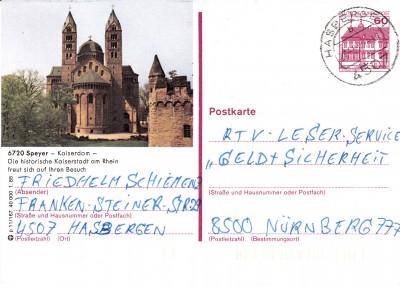 6720 Speyer – Kaiserdom –
Die historische Kaiserstadt am Rhein
freut sich auf Ihren Besuch
FRIEDHELM SCHIEMENZ
(Absender)
FRANKEN-STEINER-STR 29
(Straße und Hausnummer oder Postfach)
4507 HASBERGEN
(Postleitzahl) (Ort)
DEUTSCHE BUNDESPOST
60
HASBERGEN
4507
Postkarte
RTV-LESER-SERVICE
„GELD + SICHERHEIT
(Straße und Hausnummer oder Postfach)
8500 NÜRNBERG 777
(Postleitzahl) (Bestimmungsort)